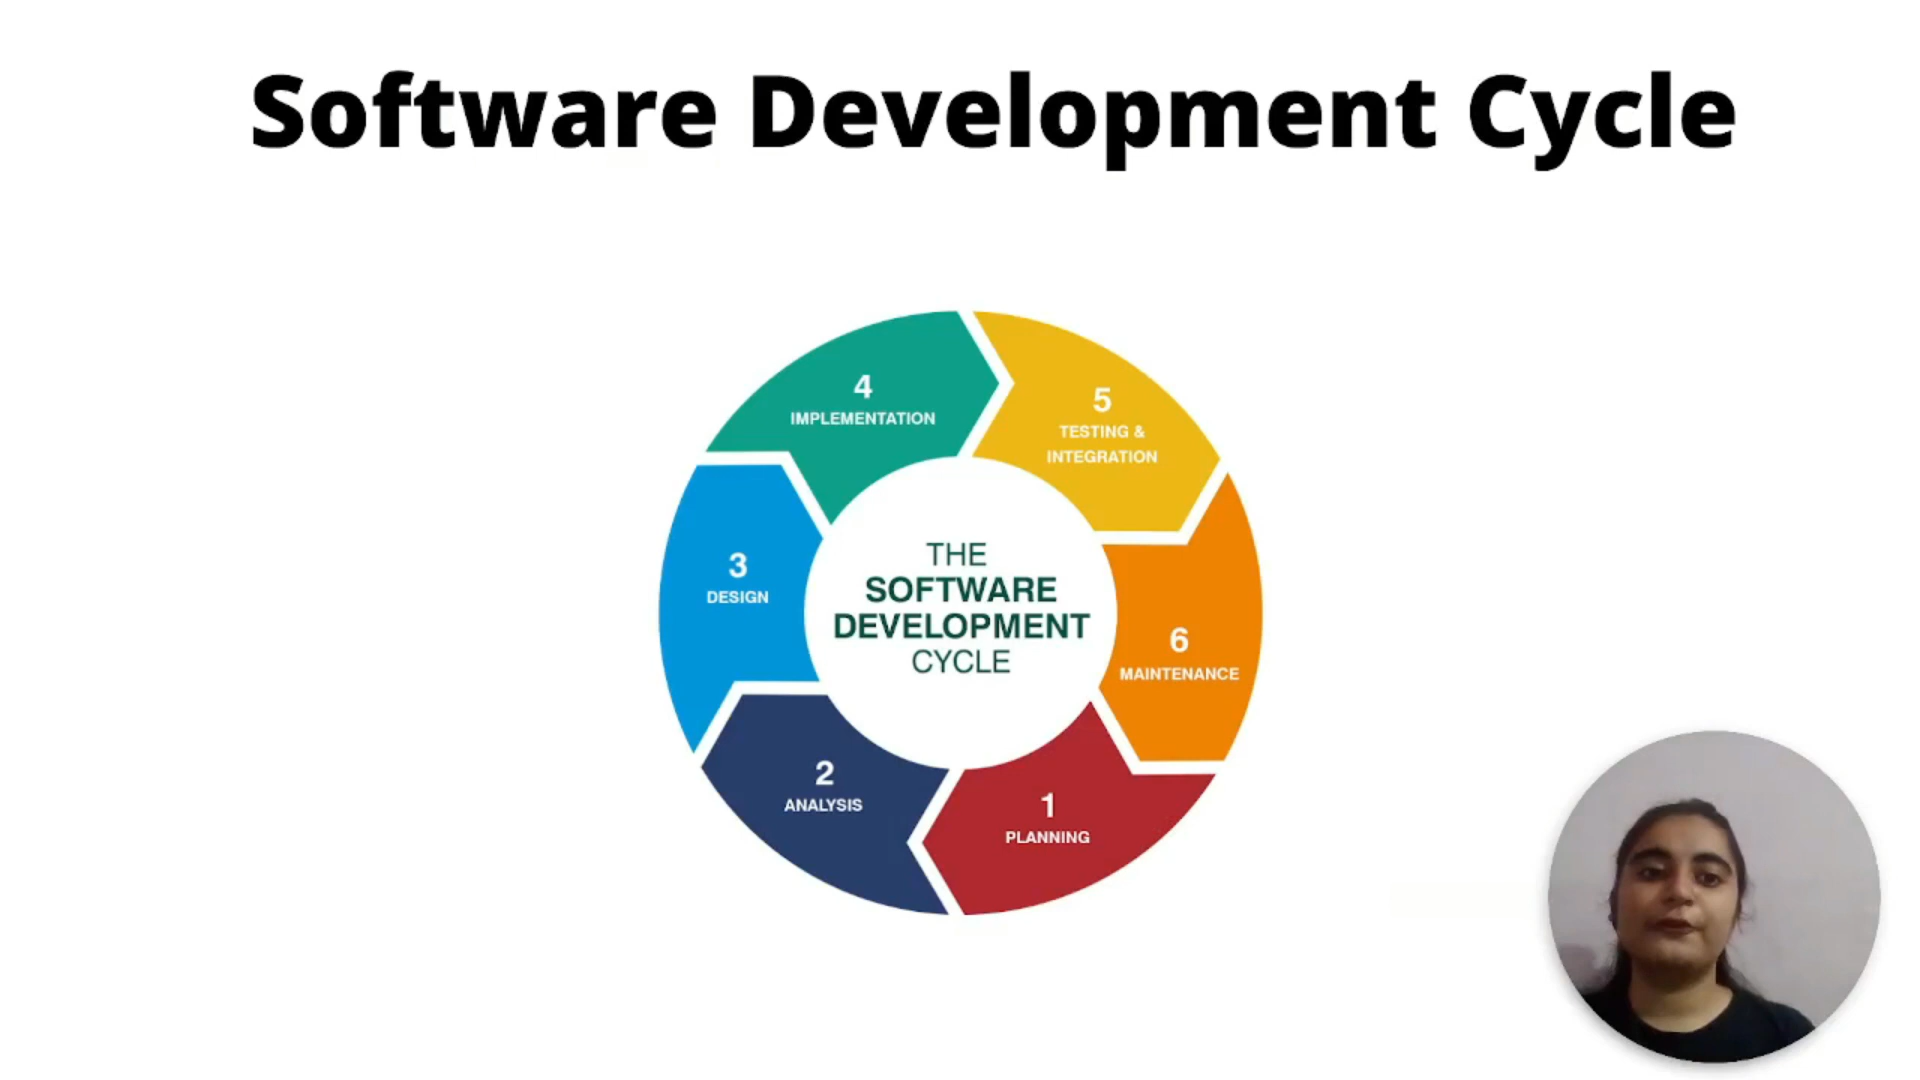 Software Development Cycle
4
IMPLEMENTATION
5
TESTING &
INTEGRATION
3
DESIGN
THE
SOFTWARE
DEVELOPMENT
CYCLE
6
MAINTENANCE
2
ANALYSIS
1
PLANNING